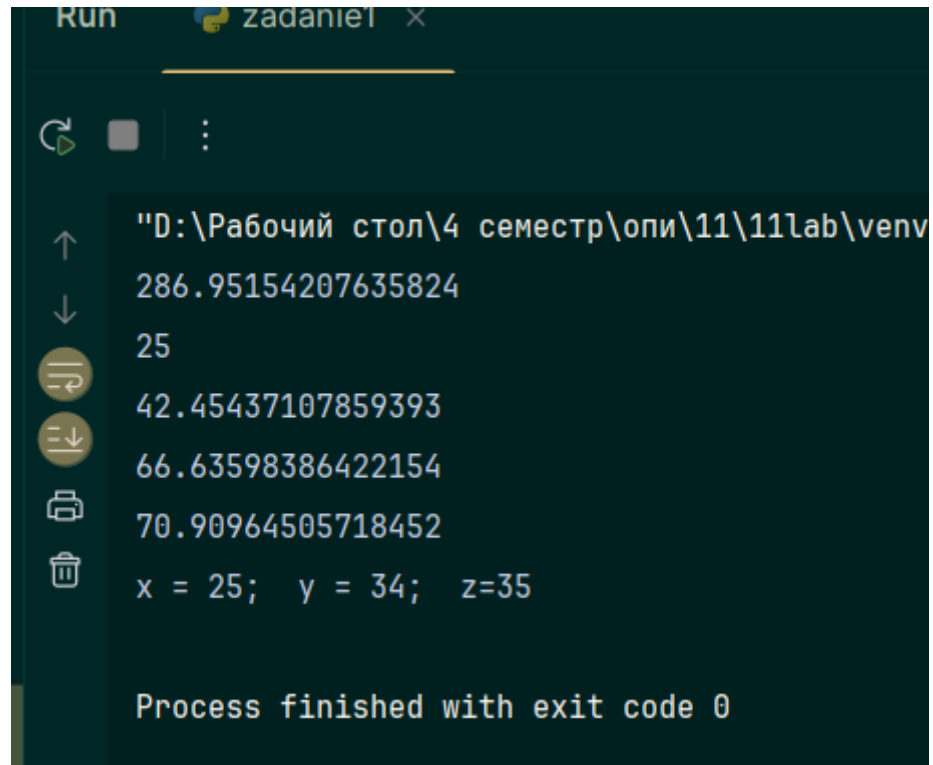 Run zadanie1
"D:\Рабочий стол\4 семестр\опи\11\11lab\venv
286.95154207635824
25
42.45437107859393
66.63598386422154
70.90964505718452
x = 25;  y = 34;  z=35
Process finished with exit code 0